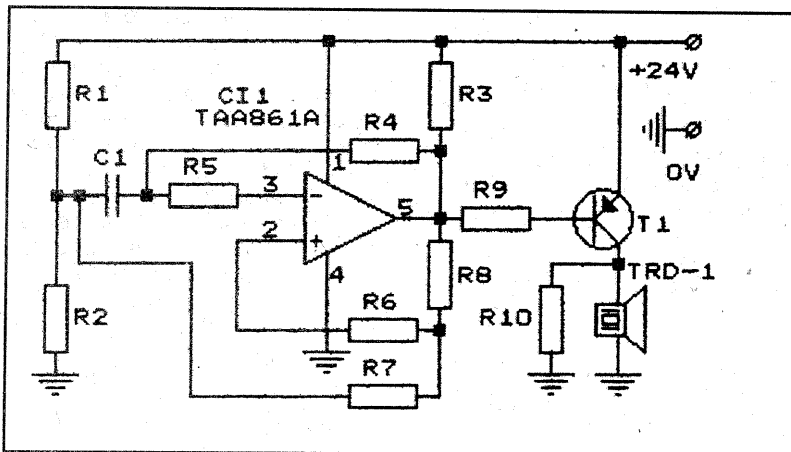 R1
CI1
TAA861A
R3
+24V
R4
C1
R5
1
0V
3
2
5
R9
T1
4
R8
TRD-1
R2
R6
R10
R7